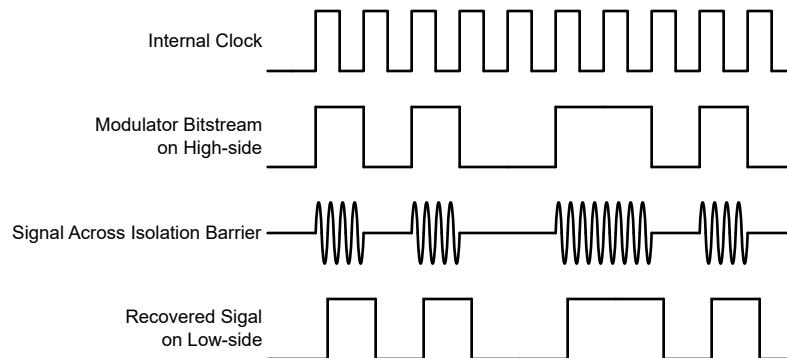 Internal Clock
Modulator Bitstream
on High-side
Signal Across Isolation Barrier
Recovered Sigal
on Low-side